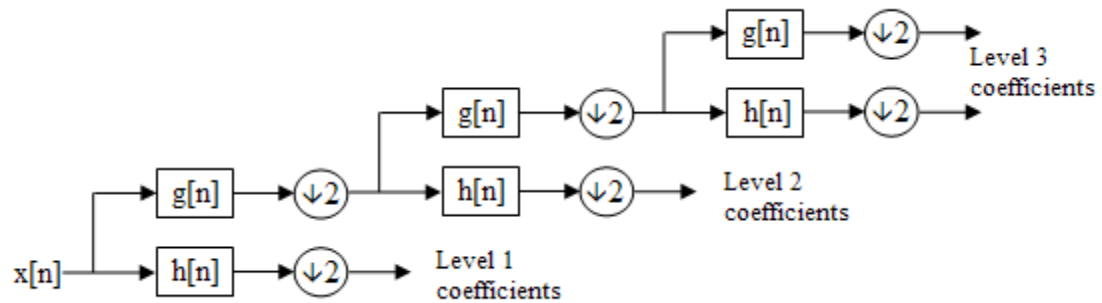 g[n] ↓2
Level 3
coefficients
g[n] ↓2 h[n] ↓2
g[n] ↓2 h[n] ↓2
Level 2
coefficients
x[n] h[n] ↓2
Level 1
coefficients